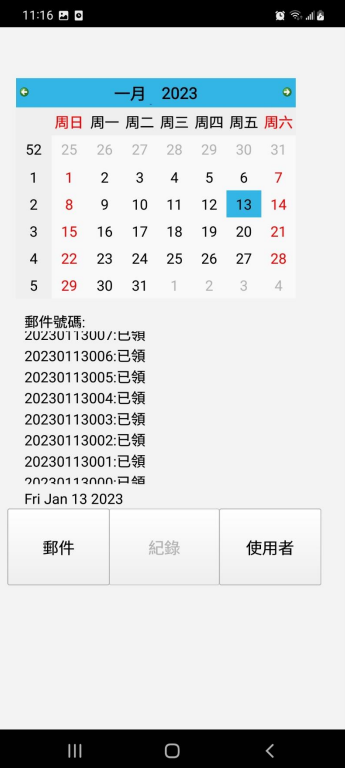 11:16
一月 2023
周日 周一 周二 周三 周四 周五 周六
52 25 26 27 28 29 30 31
1 1 2 3 4 5 6 7
2 8 9 10 11 12 13 14
3 15 16 17 18 19 20 21
4 22 23 24 25 26 27 28
5 29 30 31 1 2 3 4
郵件號碼:
20230113007:已領
20230113006:已領
20230113005:已領
20230113004:已領
20230113003:已領
20230113002:已領
20230113001:已領
20230113000:已領
Fri Jan 13 2023
郵件 紀錄 使用者